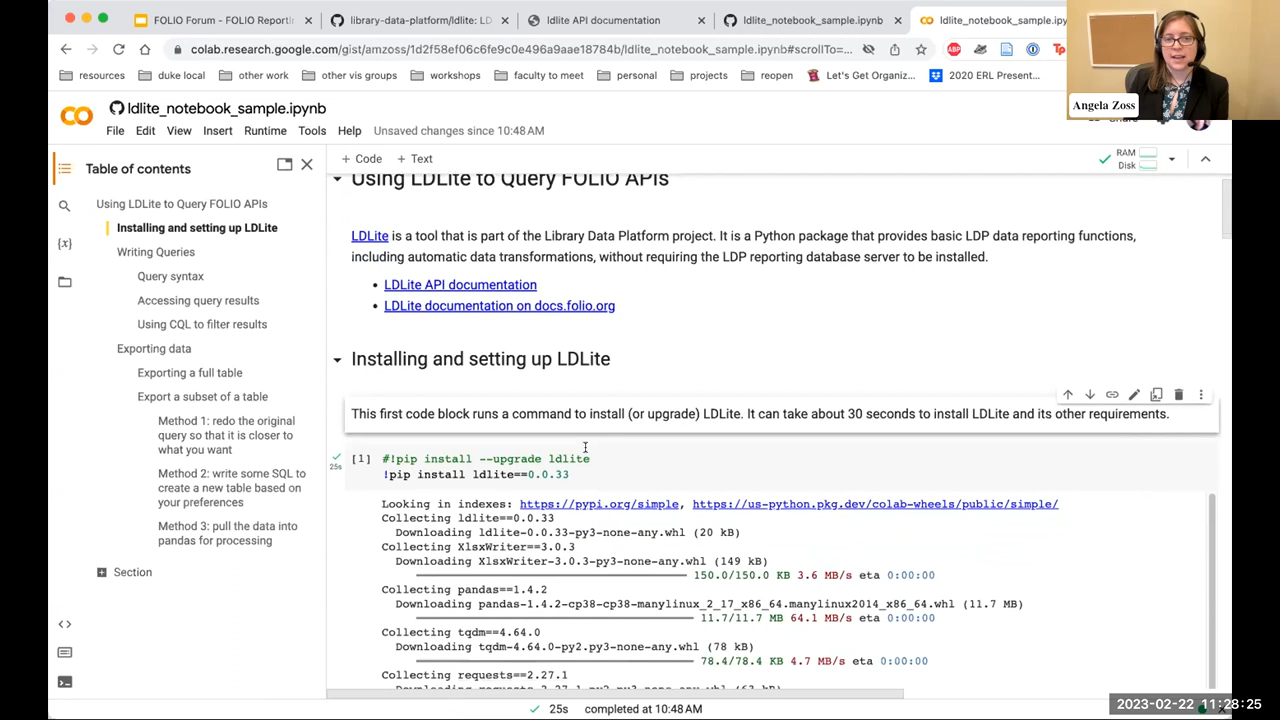 FOLIO Forum - FOLIO Reporti
library-data-platform/ldlite: LD
ldlite API documentation
ldlite_notebook_sample.ipynb
ldlite_notebook_sample.ipynb
colab.research.google.com/gist/amzoss/1d2f58ef065dfe9c0e496a9aae18784b/ldlite_notebook_sample.ipynb#scrollTo=...
resources
duke local
other work
other vis groups
workshops
faculty to meet
personal
projects
reopen
Let's Get Organiz...
2020 ERL Present...
Angela Zoss
ldlite_notebook_sample.ipynb
File Edit View Insert Runtime Tools Help Unsaved changes since 10:48 AM
Table of contents
+ Code + Text
RAM
Disk
Using LDLite to Query FOLIO APIs
Installing and setting up LDLite
Writing Queries
Query syntax
Accessing query results
Using CQL to filter results
Exporting data
Exporting a full table
Export a subset of a table
Method 1: redo the original
query so that it is closer to
what you want
Method 2: write some SQL to
create a new table based on
your preferences
Method 3: pull the data into
pandas for processing
Section
Using LDLite to Query FOLIO APIs
LDLite is a tool that is part of the Library Data Platform project. It is a Python package that provides basic LDP data reporting functions,
including automatic data transformations, without requiring the LDP reporting database server to be installed.
• LDLite API documentation
• LDLite documentation on docs.folio.org
Installing and setting up LDLite
This first code block runs a command to install (or upgrade) LDLite. It can take about 30 seconds to install LDLite and its other requirements.
25s
[1] #!pip install --upgrade ldlite
!pip install ldlite==0.0.33
Looking in indexes: https://pypi.org/simple, https://us-python.pkg.dev/colab-wheels/public/simple/
Collecting ldlite==0.0.33
Downloading ldlite-0.0.33-py3-none-any.whl (20 kB)
Collecting XlsxWriter==3.0.3
Downloading XlsxWriter-3.0.3-py3-none-any.whl (149 kB)
150.0/150.0 KB 3.6 MB/s eta 0:00:00
Collecting pandas==1.4.2
Downloading pandas-1.4.2-cp38-cp38-manylinux_2_17_x86_64.manylinux2014_x86_64.whl (11.7 MB)
11.7/11.7 MB 64.1 MB/s eta 0:00:00
Collecting tqdm==4.64.0
Downloading tqdm-4.64.0-py2.py3-none-any.whl (78 kB)
78.4/78.4 KB 4.7 MB/s eta 0:00:00
Collecting requests==2.27.1
25s completed at 10:48 AM
2023-02-22 11:28:25